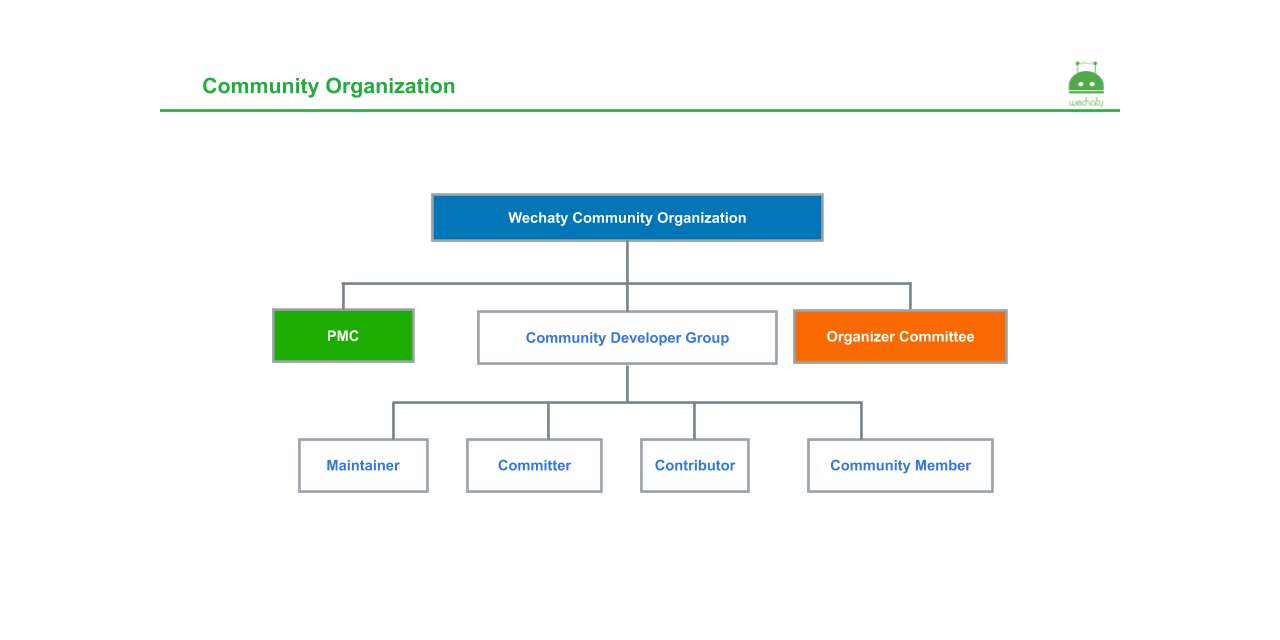 Community Organization
wechaty
Wechaty Community Organization
PMC
Community Developer Group
Organizer Committee
Maintainer
Committer
Contributor
Community Member